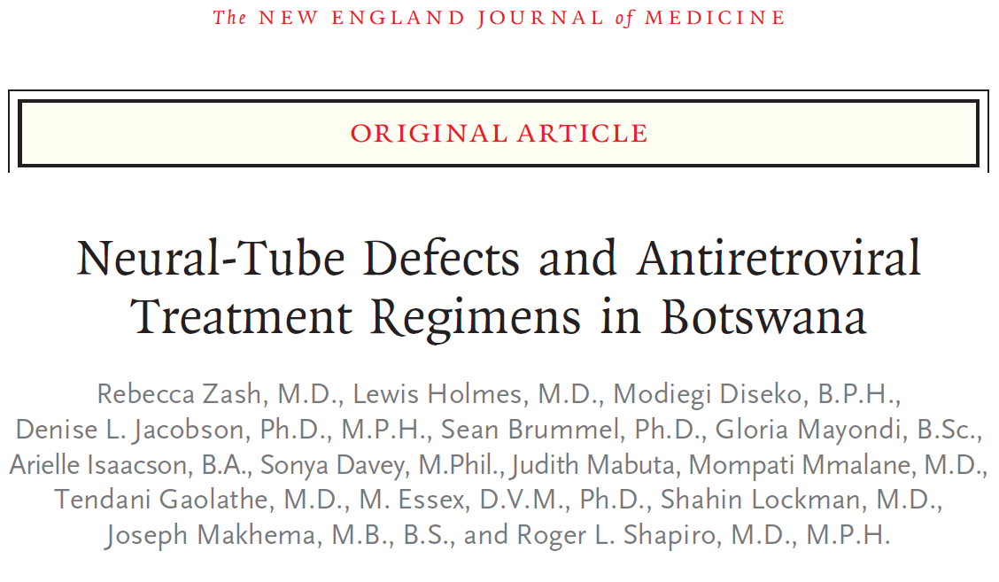 The NEW ENGLAND JOURNAL of MEDICINE
ORIGINAL ARTICLE
Neural-Tube Defects and Antiretroviral
Treatment Regimens in Botswana
Rebecca Zash, M.D., Lewis Holmes, M.D., Modiegi Diseko, B.P.H.,
Denise L. Jacobson, Ph.D., M.P.H., Sean Brummel, Ph.D., Gloria Mayondi, B.Sc.,
Arielle Isaacson, B.A., Sonya Davey, M.Phil., Judith Mabuta, Mompati Mmalane, M.D.,
Tendani Gaolathe, M.D., M. Essex, D.V.M., Ph.D., Shahin Lockman, M.D.,
Joseph Makhema, M.B., B.S., and Roger L. Shapiro, M.D., M.P.H.